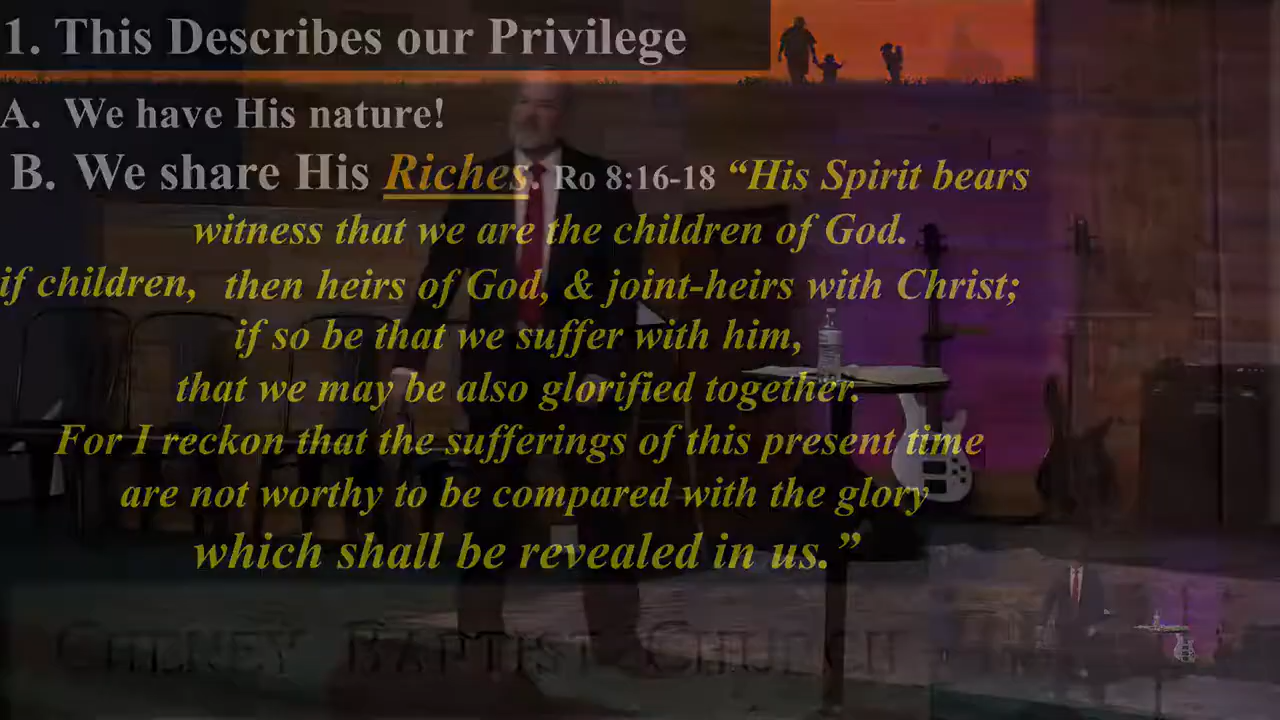 1. This Describes our Privilege
A. We have His nature!
B. We share His Riches. Ro 8:16-18 “His Spirit bears
witness that we are the children of God.
if children, then heirs of God, & joint-heirs with Christ;
if so be that we suffer with him,
that we may be also glorified together.
For I reckon that the sufferings of this present time
are not worthy to be compared with the glory
which shall be revealed in us.”
CHENEY BAPTIST CHURCH